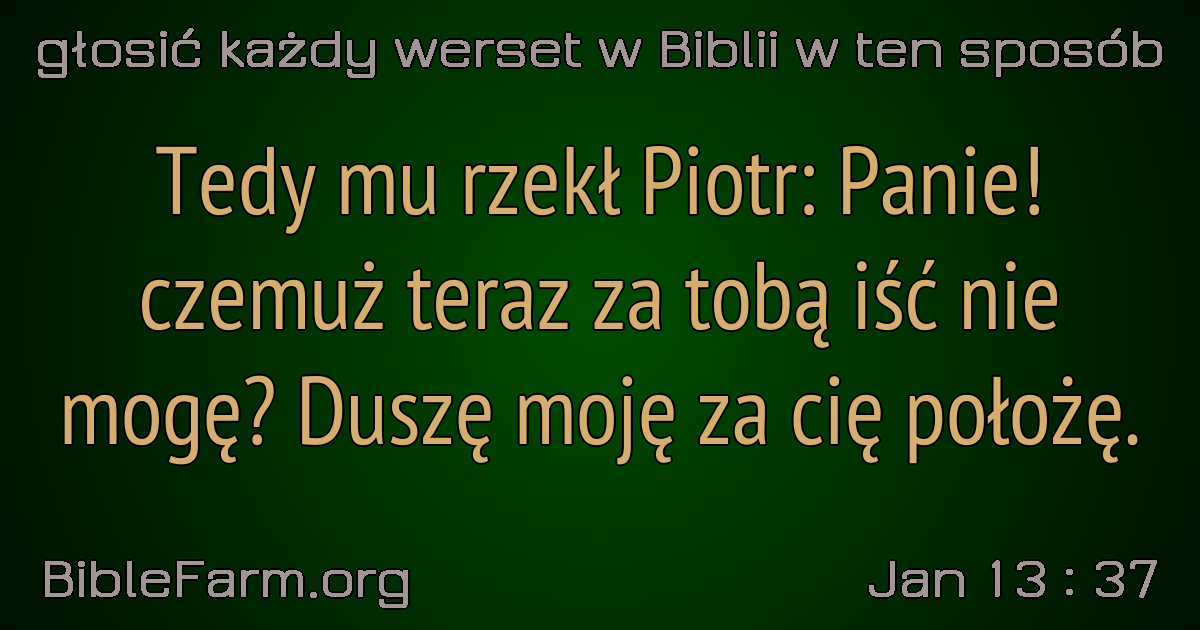 głosić każdy werset w Biblii w ten sposób
Tedy mu rzekł Piotr: Panie!
czemuż teraz za tobą iść nie
mogę? Duszę moję za cię położę.
BibleFarm.org
Jan 13 : 37